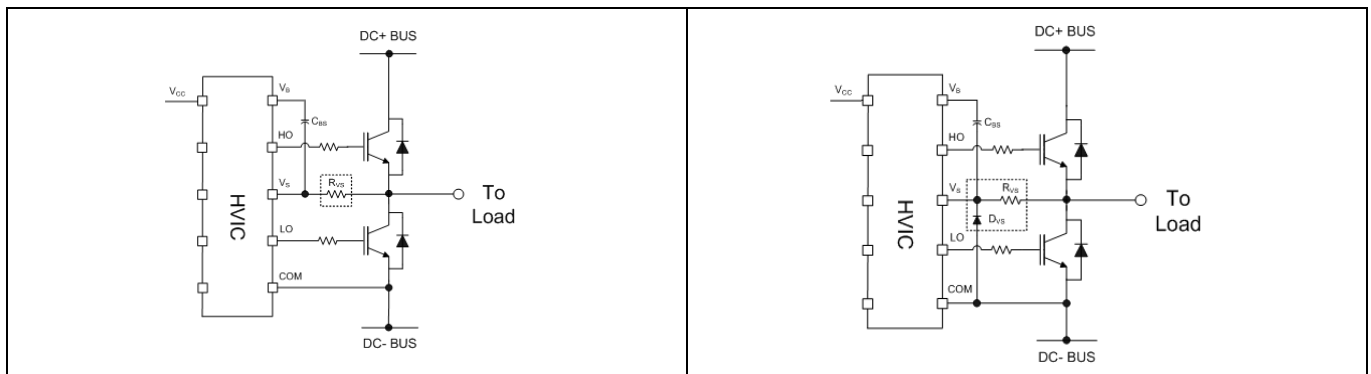 DC+ BUS
VCC
VB
CBS
HO
VS
RVS
To
Load
HVIC
LO
COM
DC- BUS
DC+ BUS
VCC
VB
CBS
HO
VS
RVS
To
Load
DVS
HVIC
LO
COM
DC- BUS